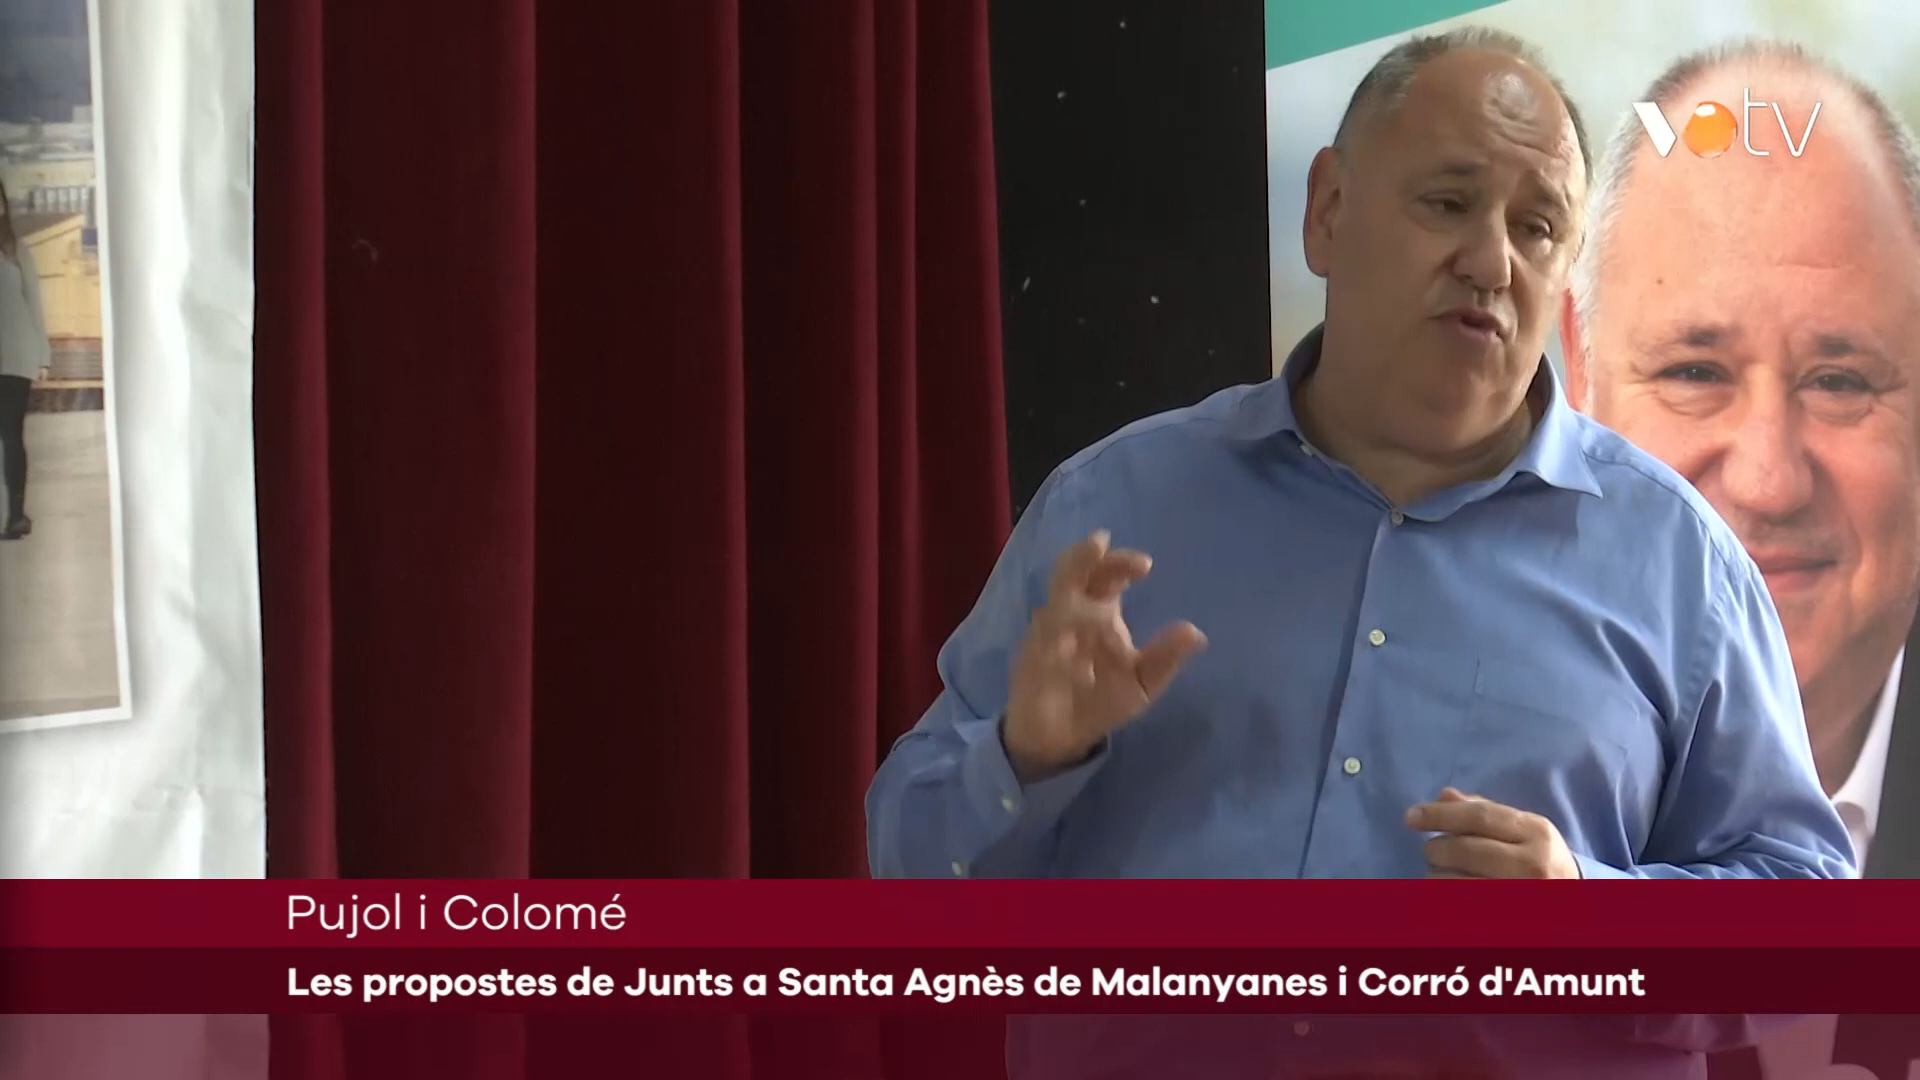 votv
Pujol i Colomé
Les propostes de Junts a Santa Agnès de Malanyanes i Corró d'Amunt